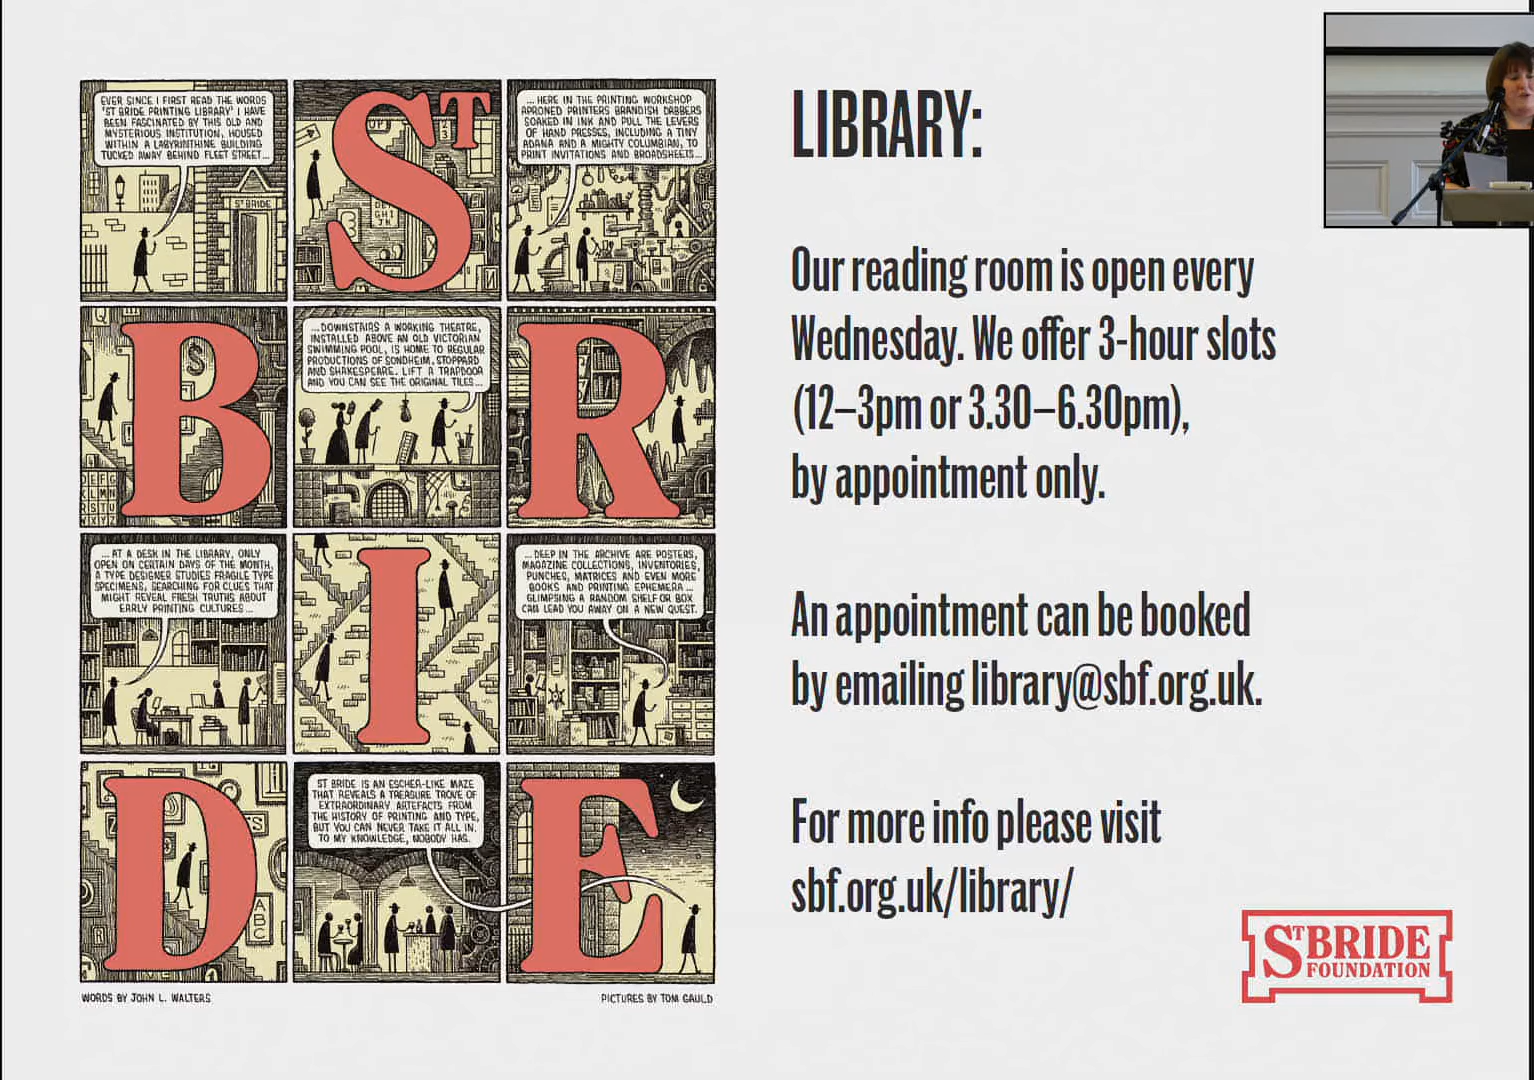 EVER SINCE I FIRST READ THE WORDS
'ST BRIDE PRINTING LIBRARY' I HAVE
BEEN FASCINATED BY THIS OLD AND
MYSTERIOUS INSTITUTION, HOUSED
WITHIN A LABYRINTHINE BUILDING
TUCKED AWAY BEHIND FLEET STREET...
ST BRIDE
ST
... HERE IN THE PRINTING WORKSHOP
APRONED PRINTERS BRANDISH DABBERS
SOAKED IN INK AND PULL THE LEVERS
OF HAND PRESSES, INCLUDING A TINY
ADANA AND A MIGHTY COLUMBIAN, TO
PRINT INVITATIONS AND BROADSHEETS...
B
...DOWNSTAIRS A WORKING THEATRE,
INSTALLED ABOVE AN OLD VICTORIAN
SWIMMING POOL, IS HOME TO REGULAR
PRODUCTIONS OF SONDHEIM, STOPPARD
AND SHAKESPEARE. LIFT A TRAPDOOR
AND YOU CAN SEE THE ORIGINAL TILES...
R
... AT A DESK IN THE LIBRARY, ONLY
OPEN ON CERTAIN DAYS OF THE MONTH,
A TYPE DESIGNER STUDIES FRAGILE TYPE
SPECIMENS, SEARCHING FOR CLUES THAT
MIGHT REVEAL FRESH TRUTHS ABOUT
EARLY PRINTING CULTURES ...
I
... DEEP IN THE ARCHIVE ARE POSTERS,
MAGAZINE COLLECTIONS, INVENTORIES,
PUNCHES, MATRICES AND EVEN MORE
BOOKS AND PRINTING EPHEMERA ...
GLIMPSING A RANDOM SHELF OR BOX
CAN LEAD YOU AWAY ON A NEW QUEST.
D
A B C
ST BRIDE IS AN ESCHER-LIKE MAZE
THAT REVEALS A TREASURE TROVE OF
EXTRAORDINARY ARTEFACTS FROM
THE HISTORY OF PRINTING AND TYPE,
BUT YOU CAN NEVER TAKE IT ALL IN.
TO MY KNOWLEDGE, NOBODY HAS.
E
WORDS BY JOHN L. WALTERS
PICTURES BY TOM GAULD
LIBRARY:
Our reading room is open every
Wednesday. We offer 3-hour slots
(12–3pm or 3.30–6.30pm),
by appointment only.
An appointment can be booked
by emailing library@sbf.org.uk.
For more info please visit
sbf.org.uk/library/
ST BRIDE
FOUNDATION